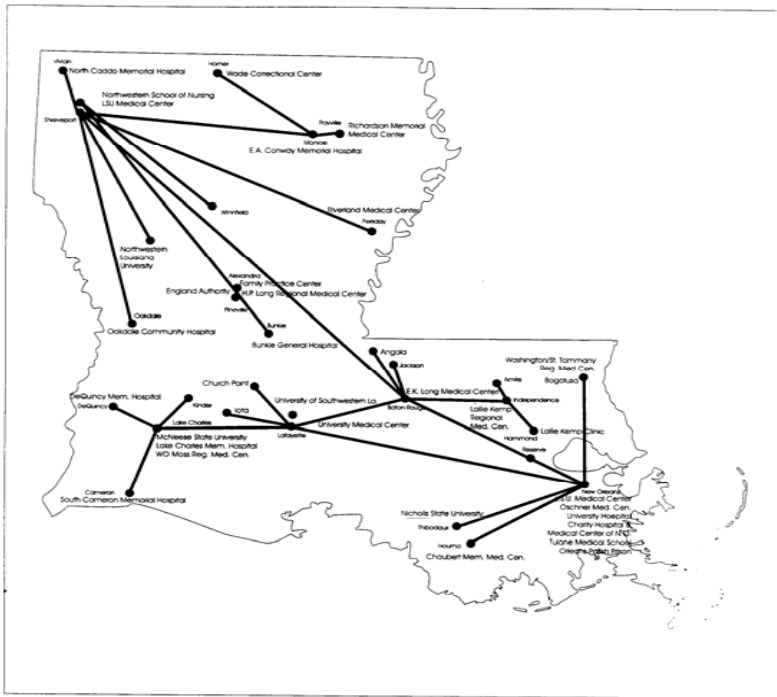 Vivian
North Caddo Memorial Hospital
Homer
Wade Correctional Center
Northwestern School of Nursing
LSU Medical Center
Shreveport
Rayville
Richardson Memorial
Medical Center
Monroe
E.A. Conway Memorial Hospital
Winnfield
Riverland Medical Center
Ferriday
Northwestern
Louisiana
University
Alexandria
Family Practice Center
England Authority
H.P. Long Regional Medical Center
Pineville
Oakdale
Oakdale Community Hospital
Bunkie
Bunkie General Hospital
Angola
Jackson
Washington/St. Tammany
Reg. Med. Cen.
Bogalusa
Church Point
E.K. Long Medical Center
Amite
Independence
DeQuincy Mem. Hospital
DeQuincy
Kinder
Iota
University of Southwestern La.
Baton Rouge
Lallie Kemp
Regional
Med. Cen.
Lake Charles
University Medical Center
Lafayette
Hammond
Lallie Kemp Clinic
McNeese State University
Lake Charles Mem. Hospital
WO Moss Reg. Med. Cen.
Reserve
Cameron
South Cameron Memorial Hospital
New Orleans
L.S.U. Medical Center
Oschner Med. Cen.
University Hospital
Charity Hospital &
Medical Center of N.O.
Tulane Medical School
Orleans Parish Prison
Nicholls State University
Thibodaux
Houma
Chaubert Mem. Med. Cen.